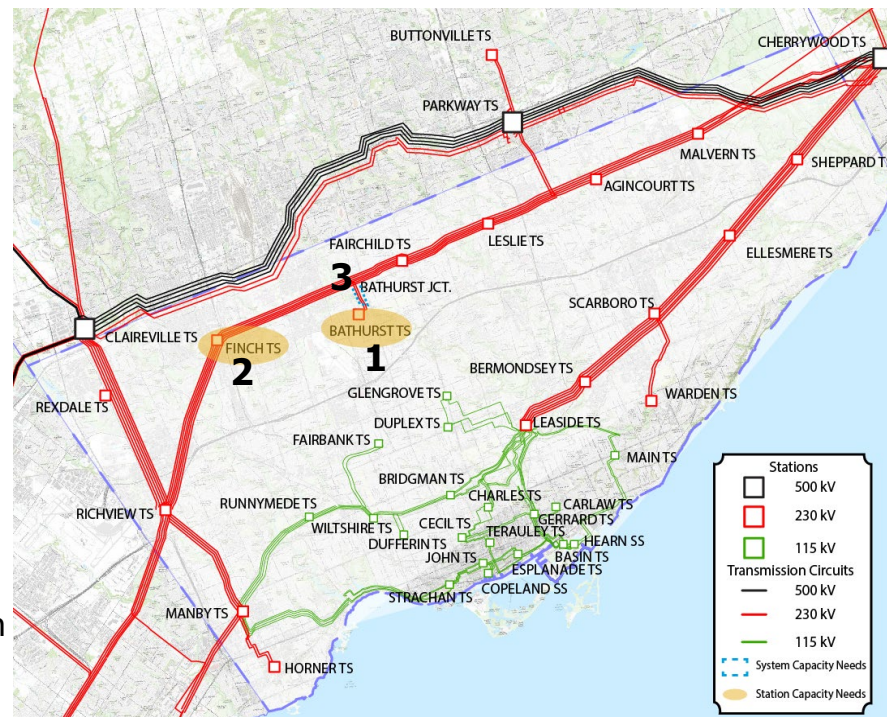 BUTTONVILLE TS
CHERRYWOOD TS
PARKWAY TS
MALVERN TS
SHEPPARD T
AGINCOURT TS
LESLIE TS
FAIRCHILD TS
ELLESMERE TS
3
BATHURST JCT.
SCARBORO TS
BATHURST TS
CLAIREVILLE TS
FINCH TS
1
2
BERMONDSEY TS
GLENGROVE TS
WARDEN TS
REXDALE TS
DUPLEX TS
LEASIDE TS
FAIRBANK TS
MAIN TS
BRIDGMAN TS
CHARLES TS
RUNNYMEDE TS
CARLAW TS
RICHVIEW TS
WILTSHIRE TS
CECIL TS
GERRARD TS
TERAULEY TS
DUFFERIN TS
HEARN SS
JOHN TS
BASIN TS
ESPLANADE TS
COPELAND SS
STRACHAN TS
MANBY TS
HORNER TS
Stations
500 kV
230 kV
115 kV
Transmission Circuits
500 kV
230 kV
115 kV
System Capacity Needs
Station Capacity Needs